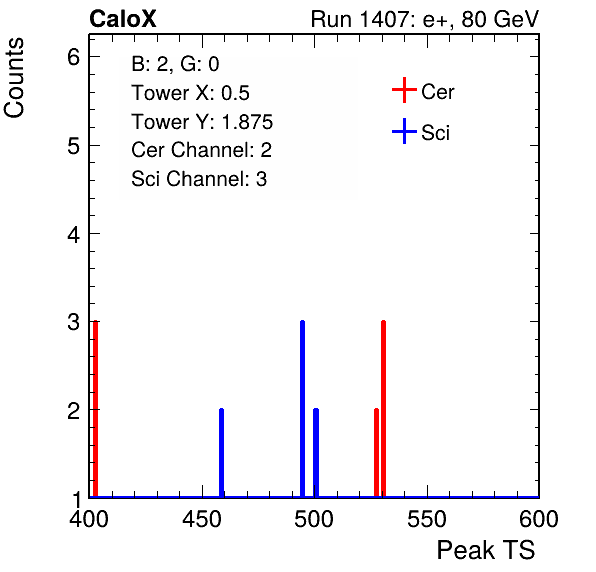 CaloX Run 1407: e+, 80 GeV
Counts
B: 2, G: 0
Tower X: 0.5
Tower Y: 1.875
Cer Channel: 2
Sci Channel: 3
Cer
Sci
6
5
4
3
2
1
400 450 500 550 600
Peak TS